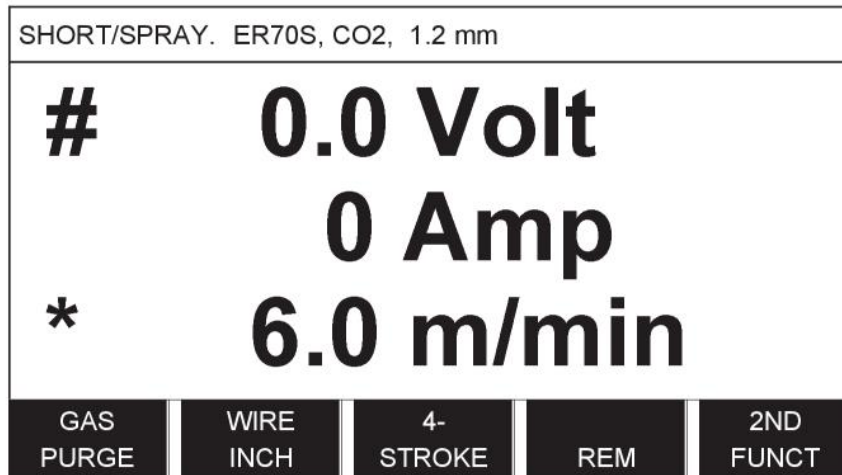 SHORT/SPRAY. ER70S, CO2, 1.2 mm
# 0.0 Volt
0 Amp
* 6.0 m/min
GAS PURGE
WIRE INCH
4- STROKE
REM
2ND FUNCT